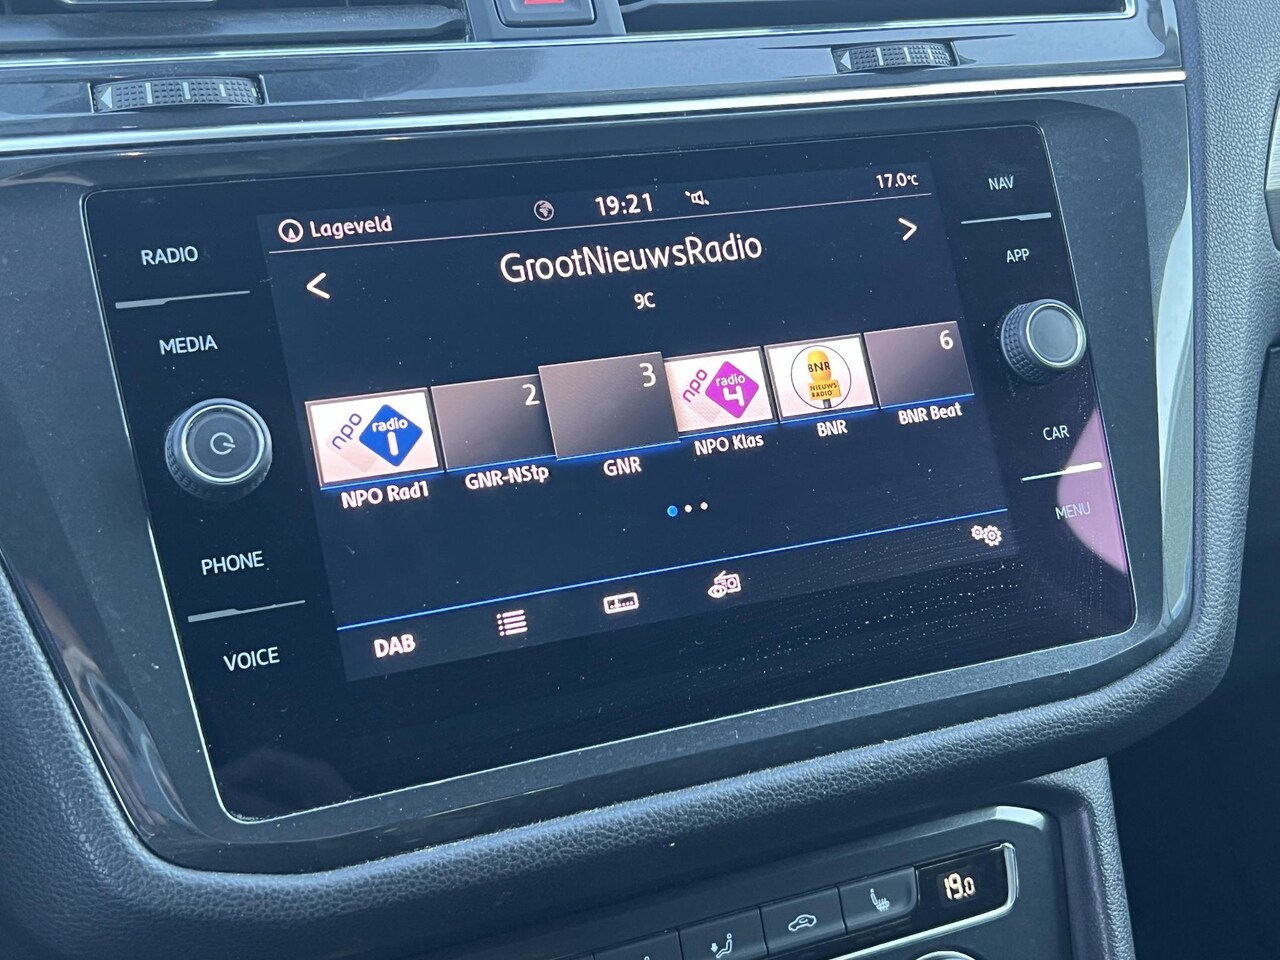 Lageveld
19:21
17.0°C
GrootNieuwsRadio
9C
<
>
RADIO
MEDIA
PHONE
VOICE
NAV
APP
CAR
MENU
npo radio 1
2
3
npo radio 4
BNR
NIEUWS
RADIO
6
NPO Rad1
GNR-NStp
GNR
NPO Klas
BNR
BNR Beat
DAB
19.0